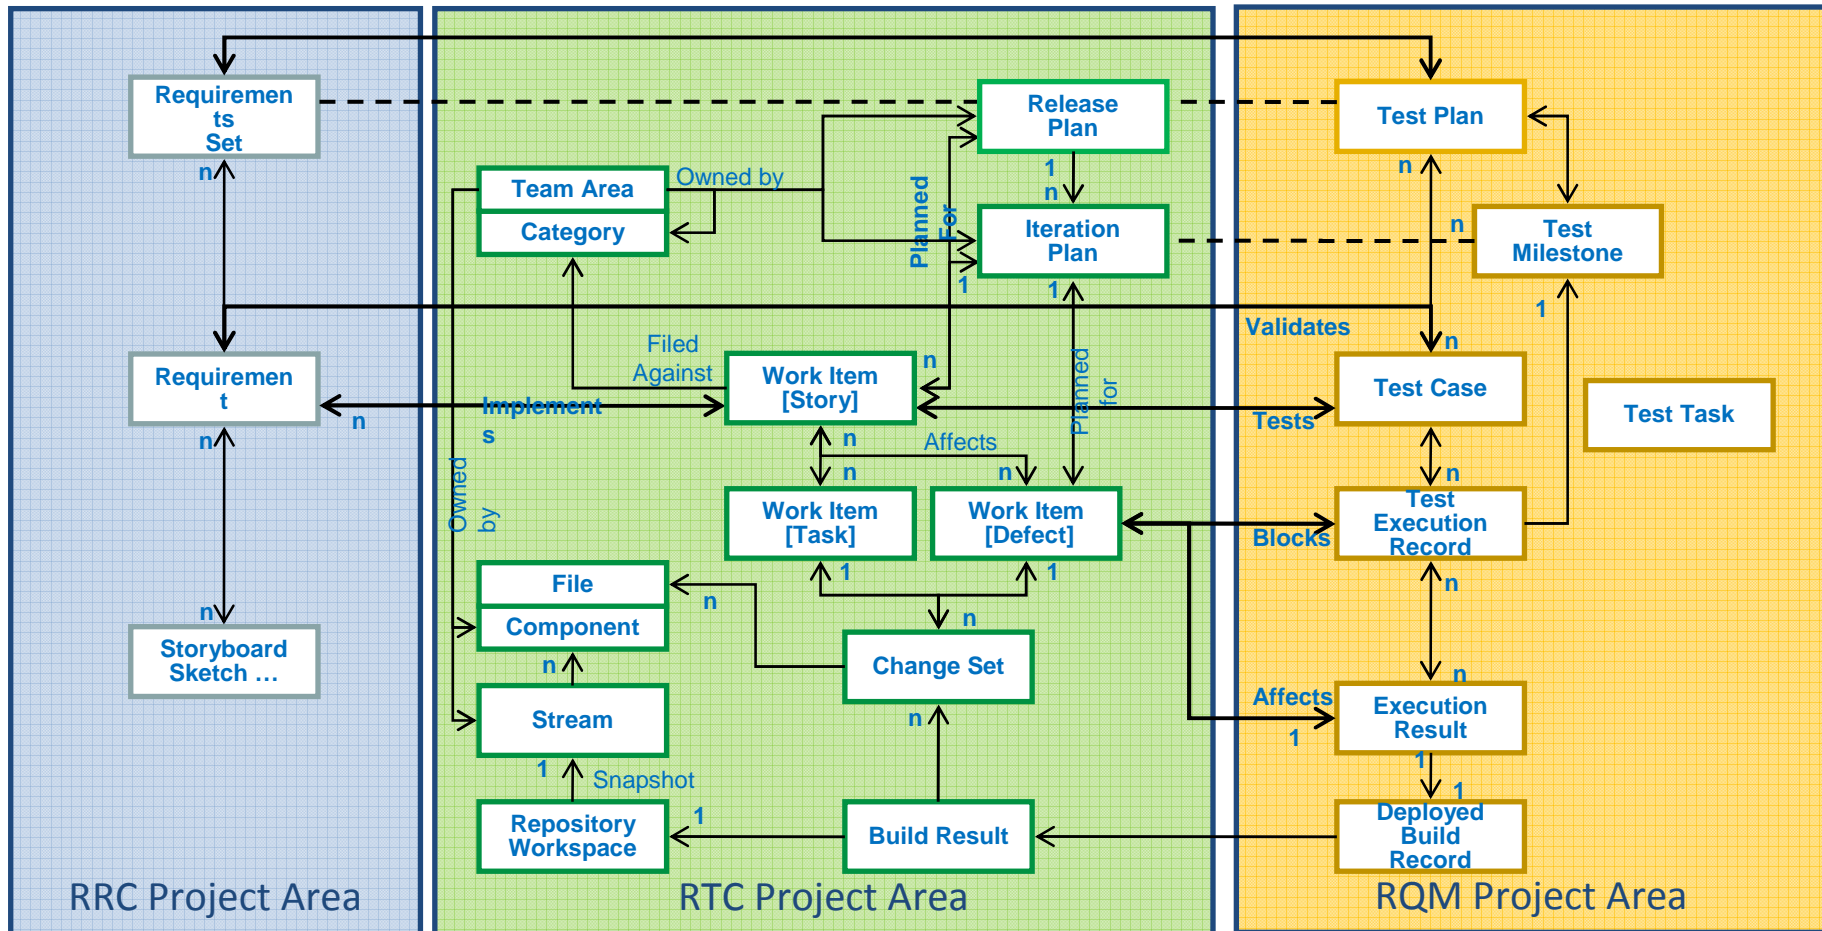 Requiremen
ts
Set
n
Requiremen
t
n
n
n
Storyboard
Sketch ...
RRC Project Area
Release
Plan
1
n
Team Area
Category
Owned by
Planned
For
Iteration
Plan
1
1
Filed
Against
Implement
s
Work Item
[Story]
n
n
Affects
n
n
Planned
for
Owned
by
Work Item
[Task]
Work Item
[Defect]
1
1
File
Component
n
n
n
Change Set
Stream
n
1
Snapshot
Repository
Workspace
1
Build Result
RTC Project Area
Test Plan
n
n
Test
Milestone
1
Validates
n
Test Case
Test Task
Tests
n
Test
Execution
Record
Blocks
n
n
Affects
1
Execution
Result
1
1
Deployed
Build
Record
RQM Project Area